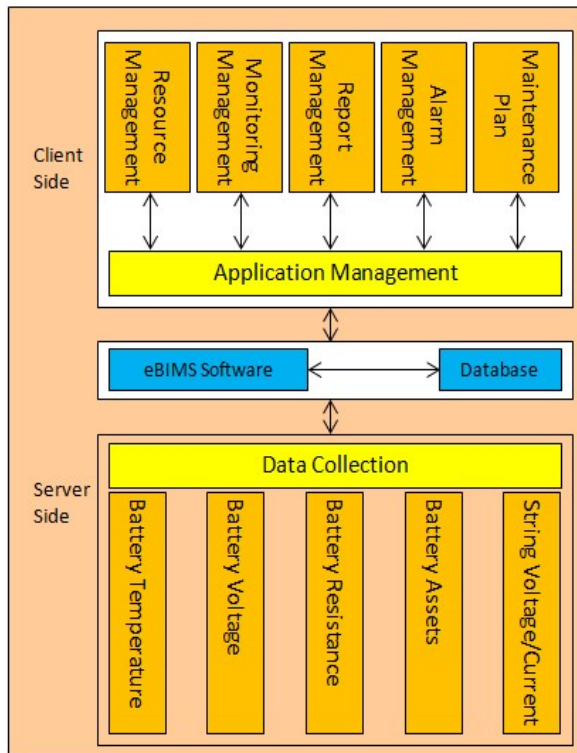 Client
Side
Resource
Management
Monitoring
Management
Report
Management
Alarm
Management
Maintenance
Plan
Application Management
eBIMS Software
Database
Server
Side
Data Collection
Battery Temperature
Battery Voltage
Battery Resistance
Battery Assets
String Voltage/Current